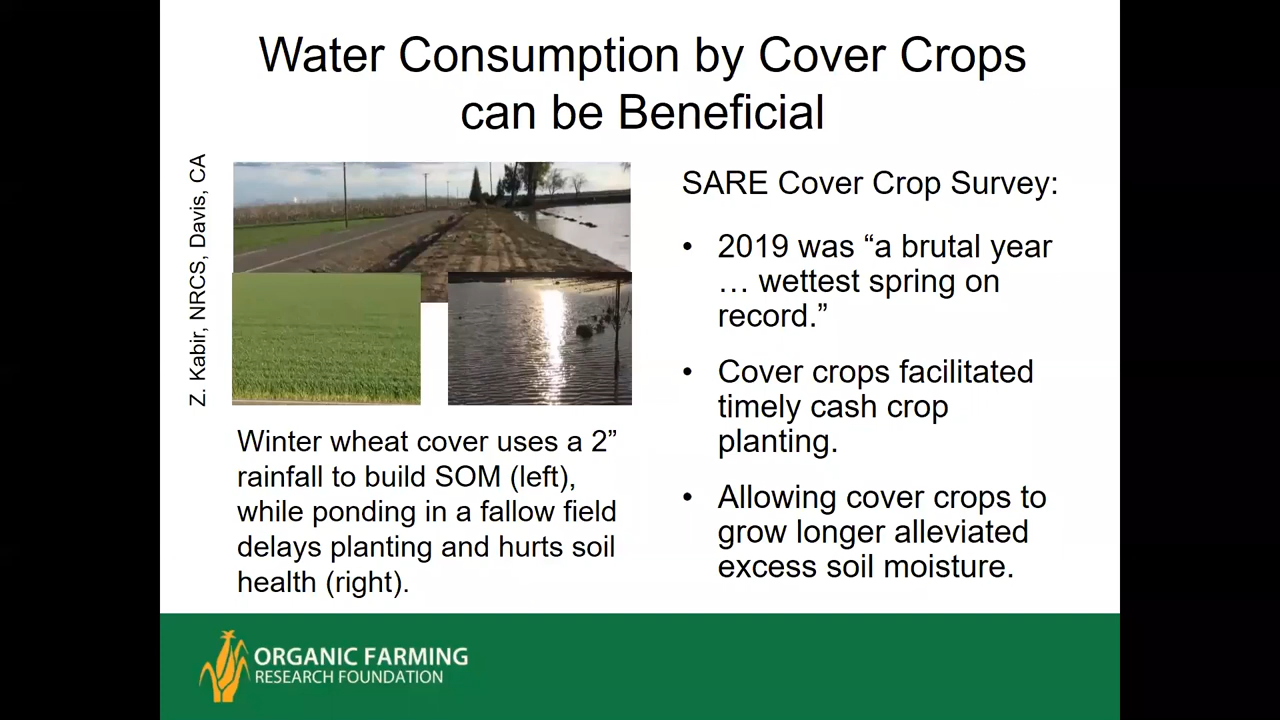 Water Consumption by Cover Crops
can be Beneficial
Z. Kabir, NRCS, Davis, CA
Winter wheat cover uses a 2”
rainfall to build SOM (left),
while ponding in a fallow field
delays planting and hurts soil
health (right).
SARE Cover Crop Survey:
• 2019 was “a brutal year
… wettest spring on
record.”
• Cover crops facilitated
timely cash crop
planting.
• Allowing cover crops to
grow longer alleviated
excess soil moisture.
ORGANIC FARMING
RESEARCH FOUNDATION